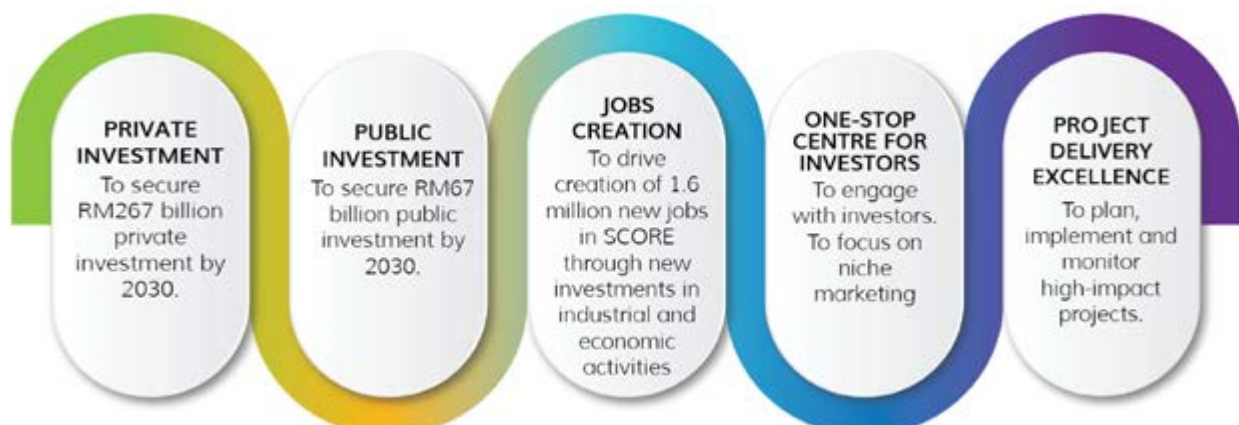 PRIVATE
INVESTMENT
To secure
RM267 billion
private
investment by
2030.
PUBLIC
INVESTMENT
To secure RM67
billion public
investment by
2030.
JOBS
CREATION
To drive
creation of 1.6
million new jobs
in SCORE
through new
investments in
industrial and
economic
activities
ONE-STOP
CENTRE FOR
INVESTORS
To engage
with investors.
To focus on
niche
marketing
PROJECT
DELIVERY
EXCELLENCE
To plan,
implement and
monitor
high-impact
projects.